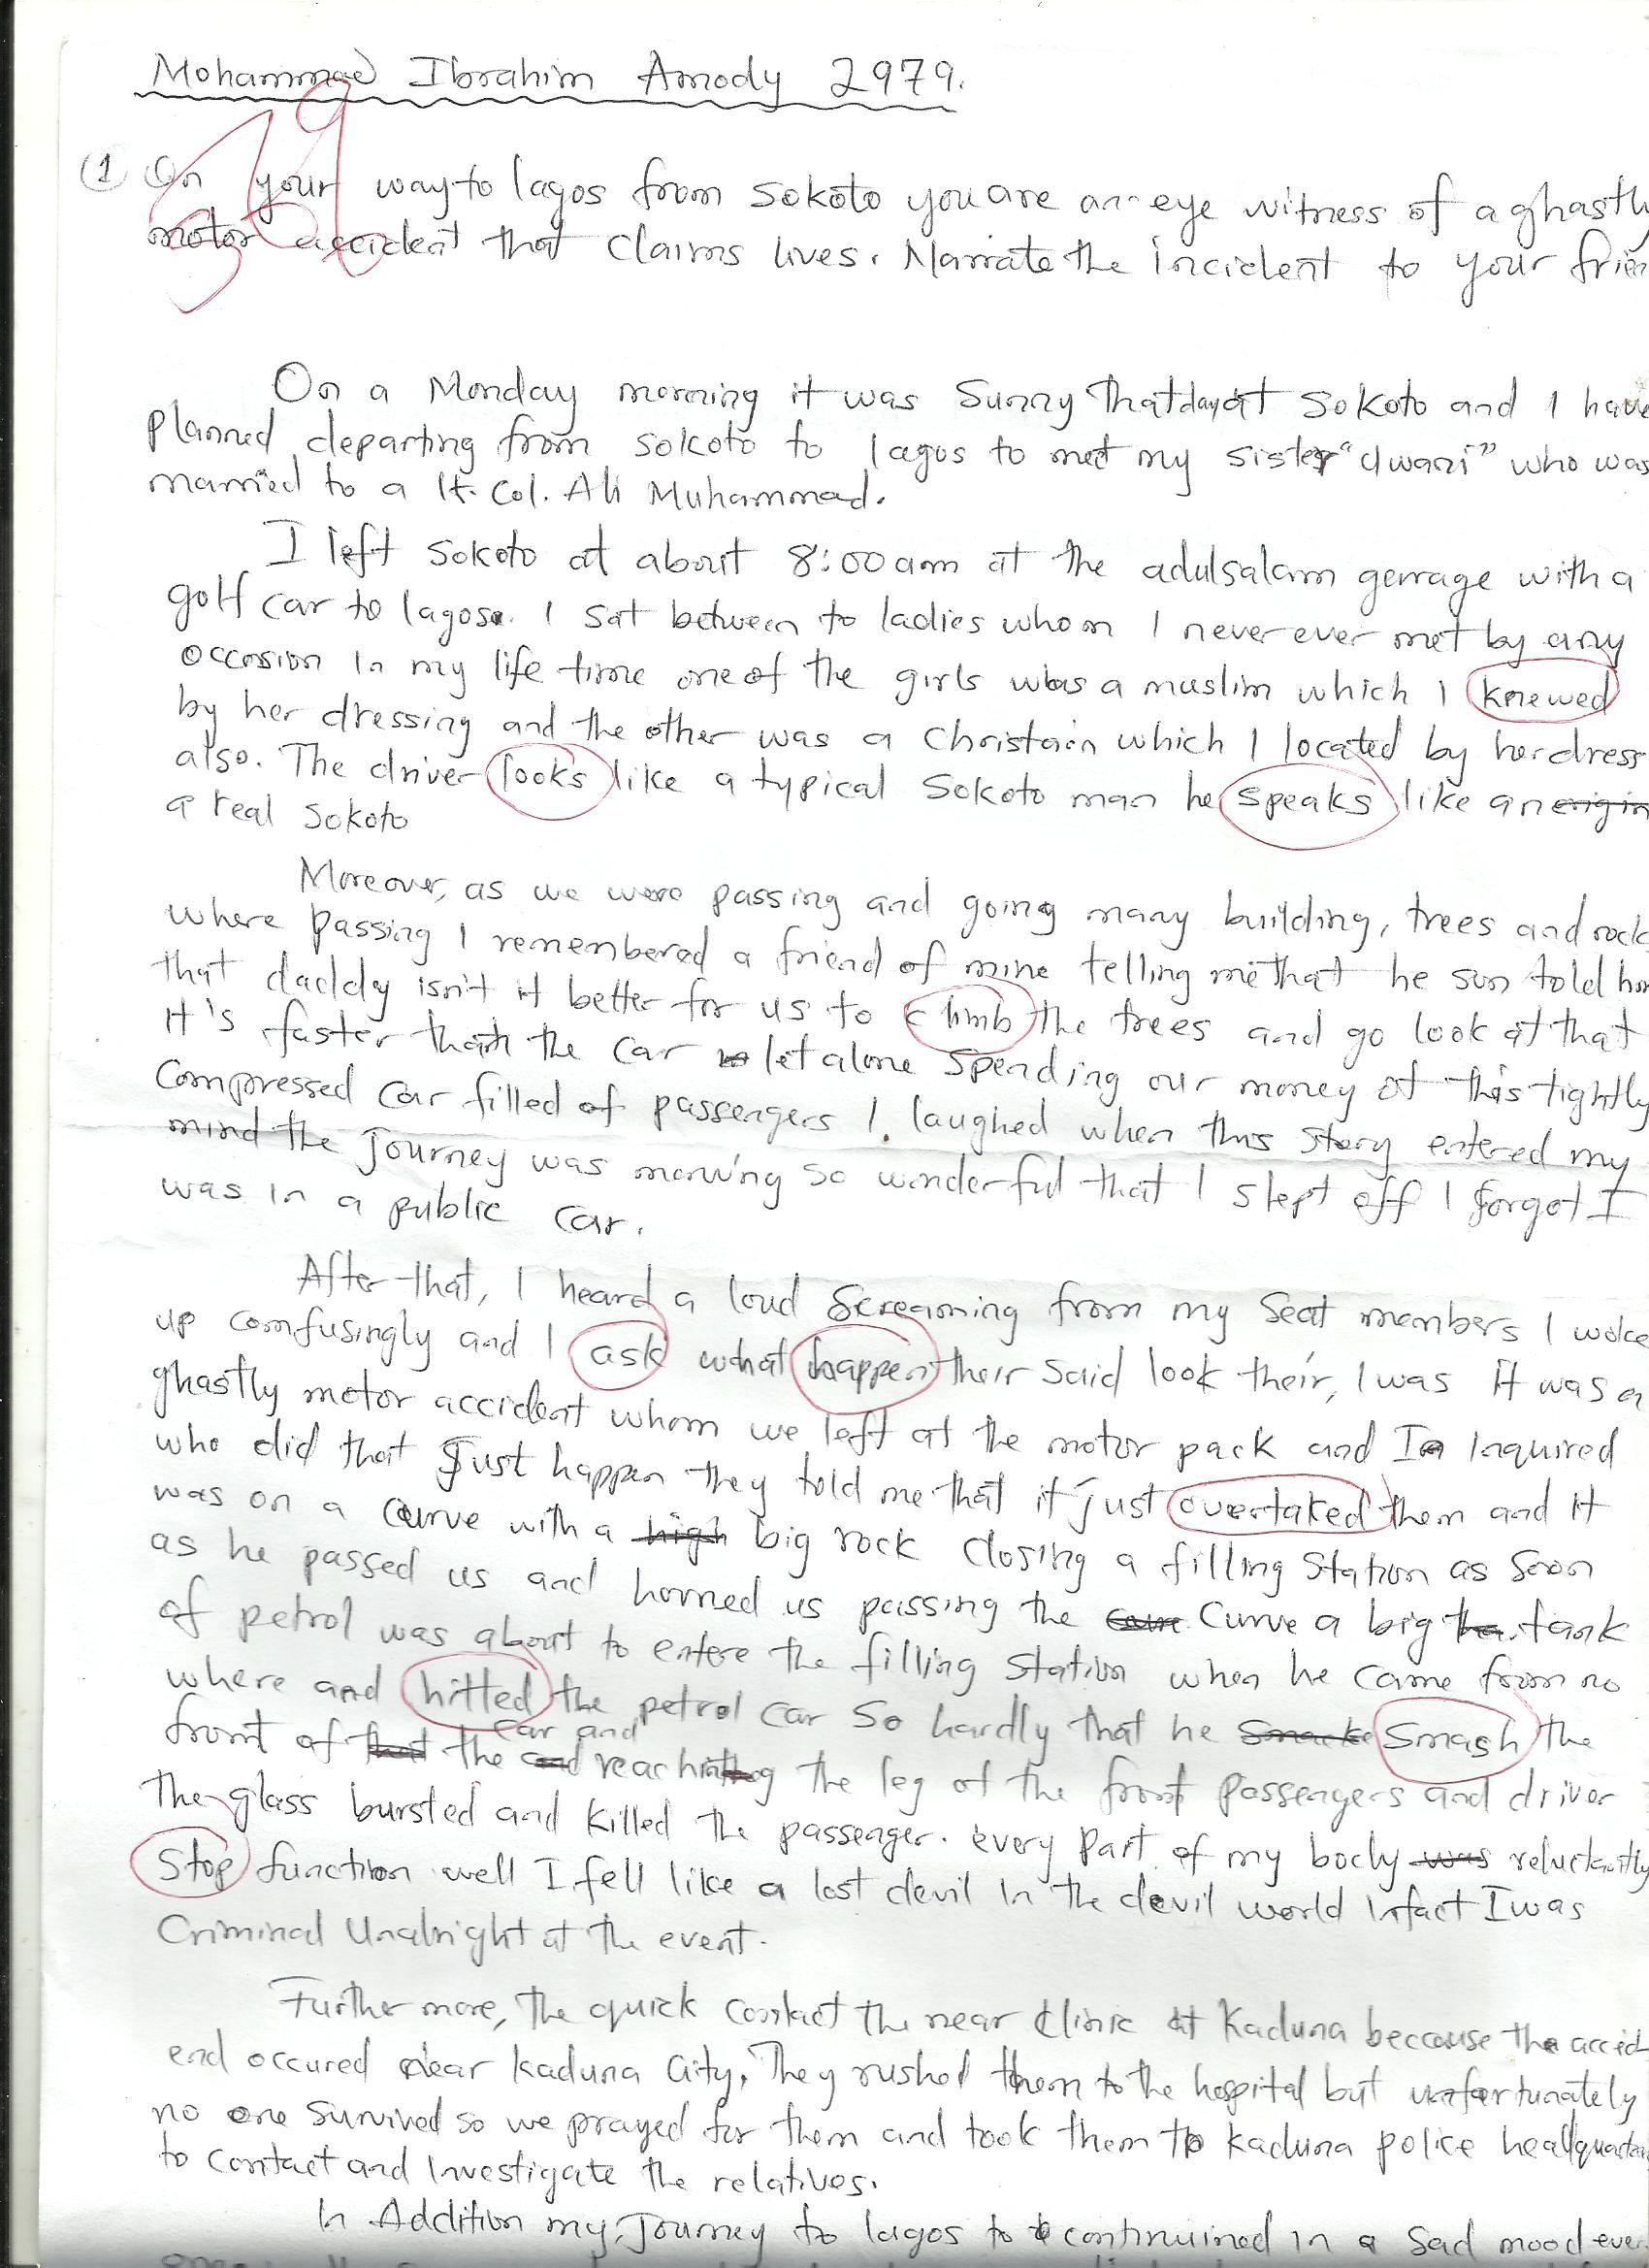 Mohammae Ibrahim Amody 2979.
39
① On your way to lagos from Sokoto you are an eye witness of a ghastly
motor accident that claims lives. Narrate the incident to your frien
On a Monday morning it was Sunny That day at Sokoto and I have
planned departing from sokoto to lagos to met my sister "dwani" who was
married to a lt. Col. Ali Muhammad.
I left sokoto at about 8:00am at the adulsalam gerrage with a
golf car to lagos. I sat between to ladies whom I never ever met by any
occasion in my life time one of the girls was a muslim which I knewed
by her dressing and the other was a Christain which I located by her dress
also. The driver looks like a typical Sokoto man he speaks like an origin
a real Sokoto
Moreover, as we were passing and going many building, trees and rock
where passing I remembered a friend of mine telling me that he sun told him
that daddy isn't it better for us to climb the trees and go look at that
It's faster than the car let alone spending our money of this tightly
compressed car filled of passengers I laughed when this story entered my
mind the journey was moving so wonderful that I slept off I forgot I
was in a public car.
After that, I heard a loud screaming from my seat members I woke
up comfusingly and I ask what happen their said look their, I was it was a
ghastly motor accident whom we left at the motor pack and I inquired
who did that just happen they told me that it just overtaked them and it
was on a curve with a high big rock closing a filling station as soon
as he passed us and horned us passing the curve a big tank
of petrol was about to entere the filling station when he came from no
where and hitted the petrol car so hardly that he smacke smash the
front of that the car and reach the leg of the front passengers and driver
The glass bursted and killed the passenger. every part of my body was reluctantly
stop function well I fell like a lost devil in the devil world Infact I was
Criminal Unalright at the event.
Further more, The quick contact the near clinic at Kaduna beccause the accid
end occured near kaduna City. They rushed them to the hospital but unfortunately
no one survived so we prayed for them and took them to kaduna police headquarter
to contact and investigate the relatives.
In Addition my Journey to lagos to continuined in a sad mood ever